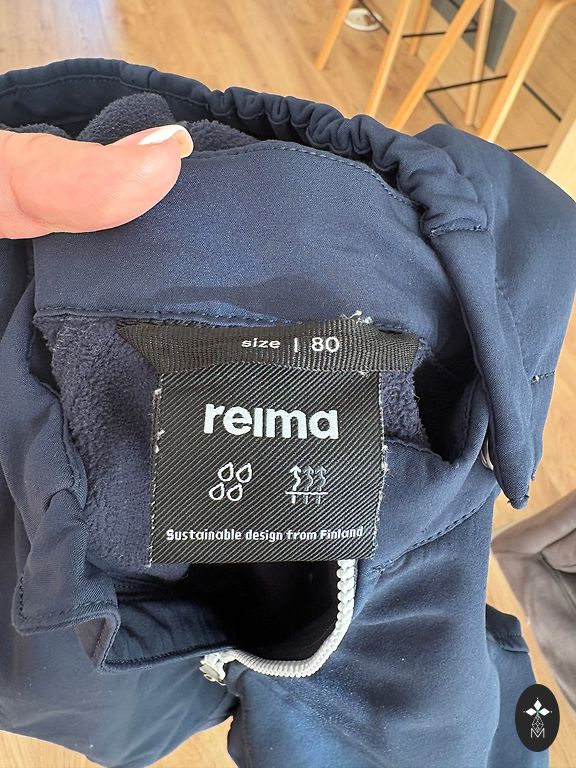 size | 80
reima
Sustainable design from Finland
M